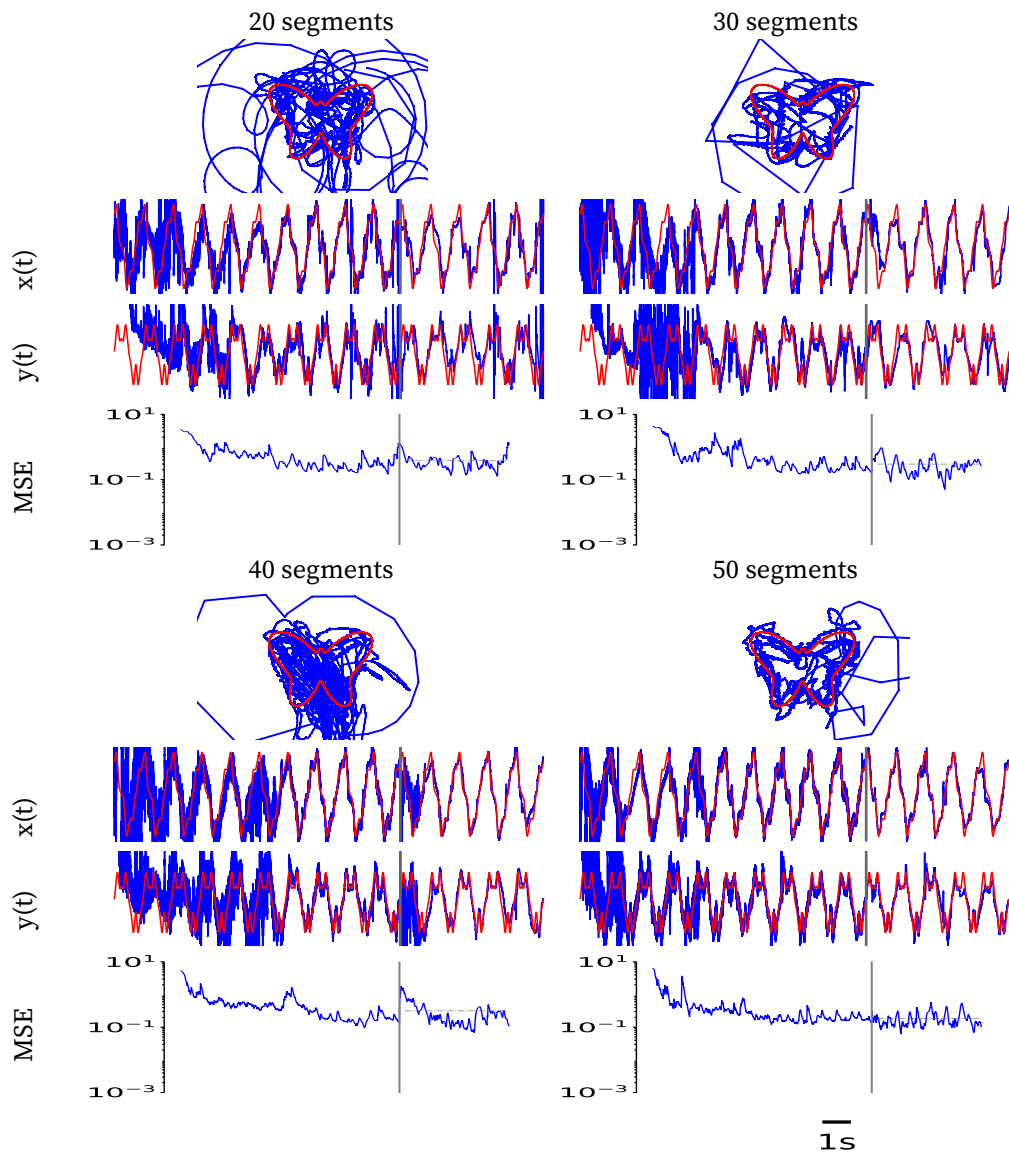 20 segments
30 segments
x(t)
y(t)
MSE
10¹
10⁻¹
10⁻³
10¹
10⁻¹
10⁻³
40 segments
50 segments
x(t)
y(t)
MSE
10¹
10⁻¹
10⁻³
10¹
10⁻¹
10⁻³
1s